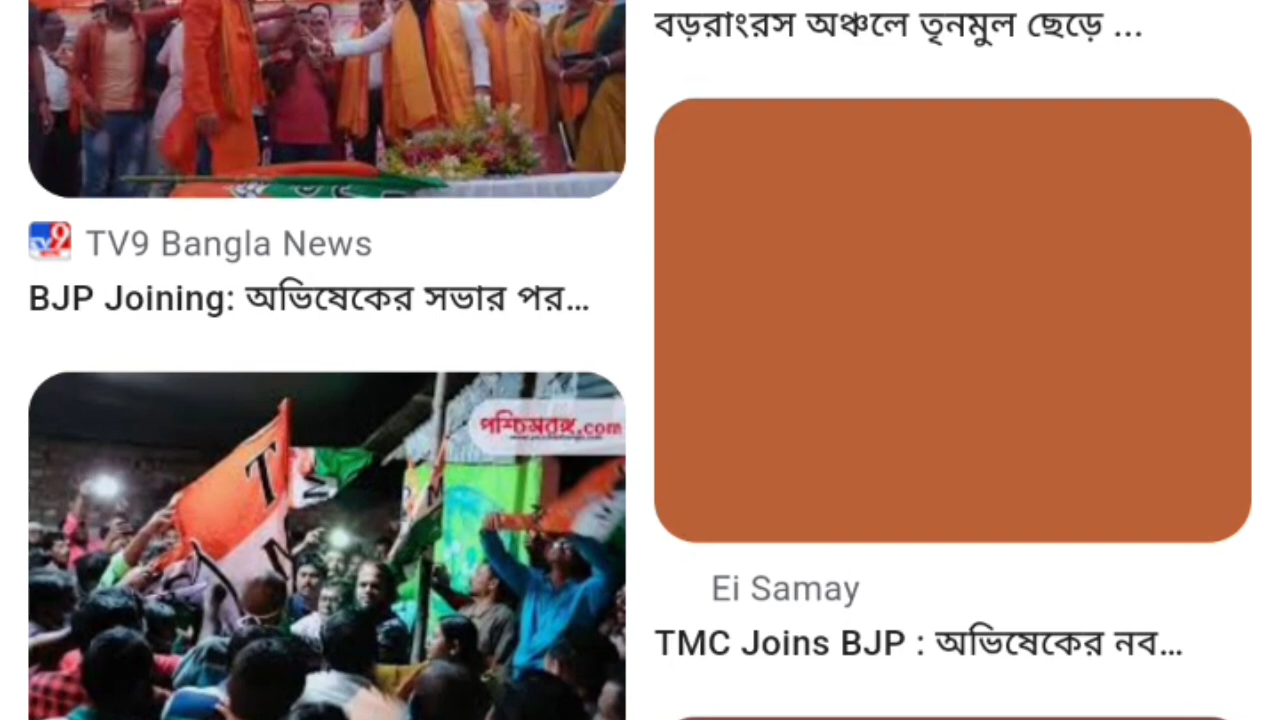 বড়রাংরস অঞ্চলে তৃনমুল ছেড়ে ...
TV9 Bangla News
BJP Joining: অভিষেকের সভার পর...
পশ্চিমবঙ্গ.com
T
M
M
Ei Samay
TMC Joins BJP : অভিষেকের নব...